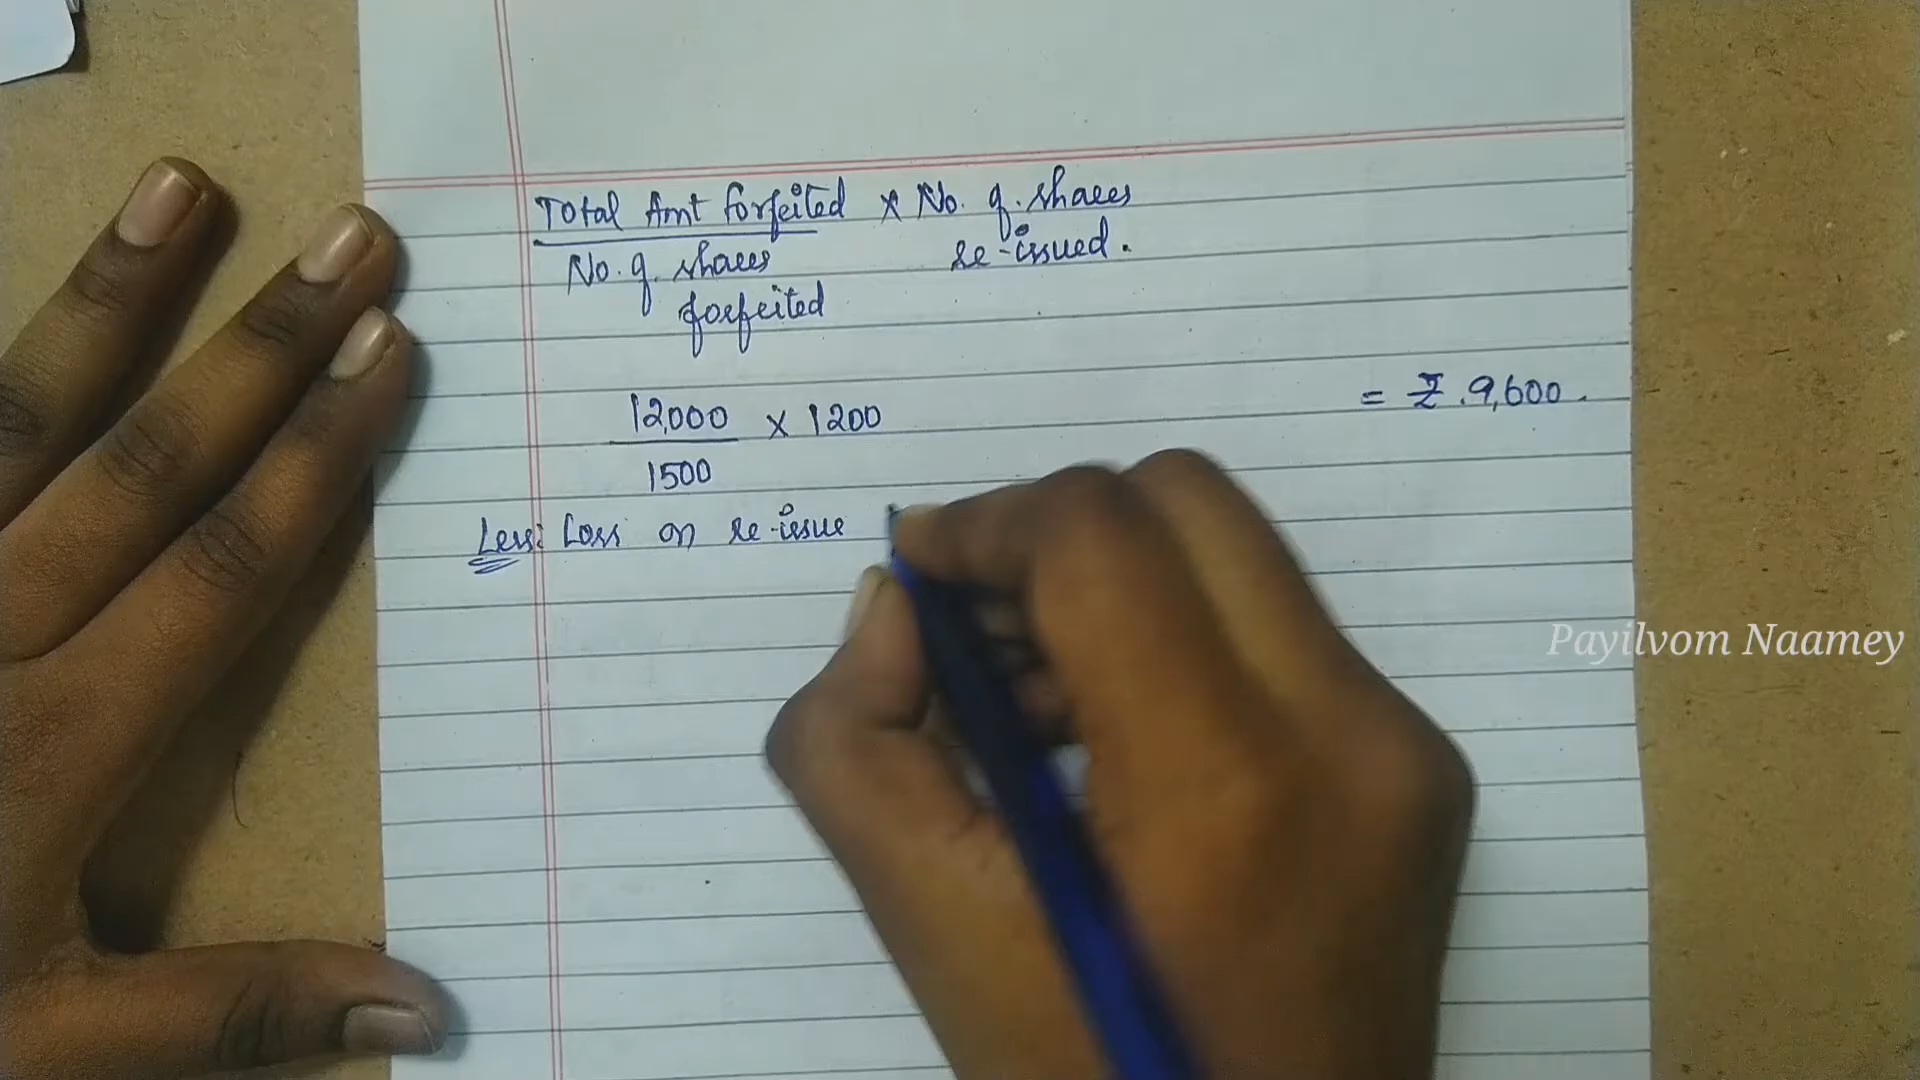 Total Amt forfeited × No. of. shares
No. of. shares re-issued.
forfeited
= ₹.9,600.
12,000 × 1200
1500
Less: Loss on re-issue
Payilvom Naamey